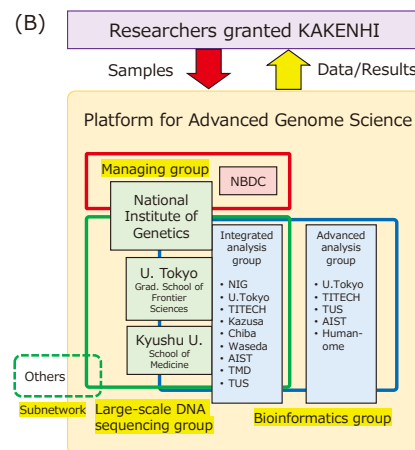 (B)
Researchers granted KAKENHI
Samples
Data/Results
Platform for Advanced Genome Science
Managing group
NBDC
National
Institute of
Genetics
U. Tokyo
Grad. School of
Frontier
Sciences
Kyushu U.
School of
Medicine
Integrated
analysis
group
• NIG
• U.Tokyo
• TITECH
• Kazusa
• Chiba
• Waseda
• AIST
• TMD
• TUS
Advanced
analysis
group
• U.Tokyo
• TITECH
• TUS
• AIST
• Human-
ome
Others
Subnetwork
Large-scale DNA
sequencing group
Bioinformatics group